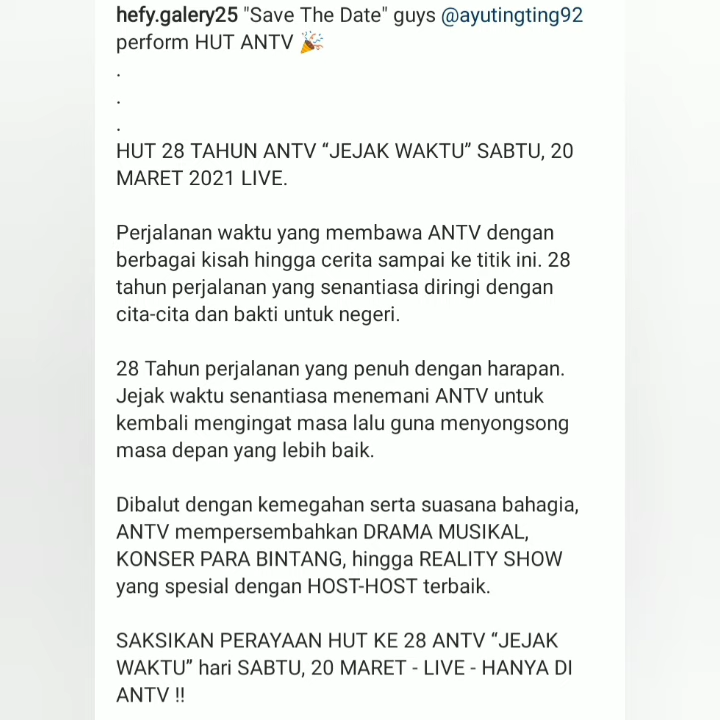 hefy.galery25 "Save The Date" guys @ayutingting92
perform HUT ANTV 🎉
.
.
.
HUT 28 TAHUN ANTV “JEJAK WAKTU” SABTU, 20
MARET 2021 LIVE.
Perjalanan waktu yang membawa ANTV dengan
berbagai kisah hingga cerita sampai ke titik ini. 28
tahun perjalanan yang senantiasa diringi dengan
cita-cita dan bakti untuk negeri.
28 Tahun perjalanan yang penuh dengan harapan.
Jejak waktu senantiasa menemani ANTV untuk
kembali mengingat masa lalu guna menyongsong
masa depan yang lebih baik.
Dibalut dengan kemegahan serta suasana bahagia,
ANTV mempersembahkan DRAMA MUSIKAL,
KONSER PARA BINTANG, hingga REALITY SHOW
yang spesial dengan HOST-HOST terbaik.
SAKSIKAN PERAYAAN HUT KE 28 ANTV “JEJAK
WAKTU” hari SABTU, 20 MARET - LIVE - HANYA DI
ANTV !!